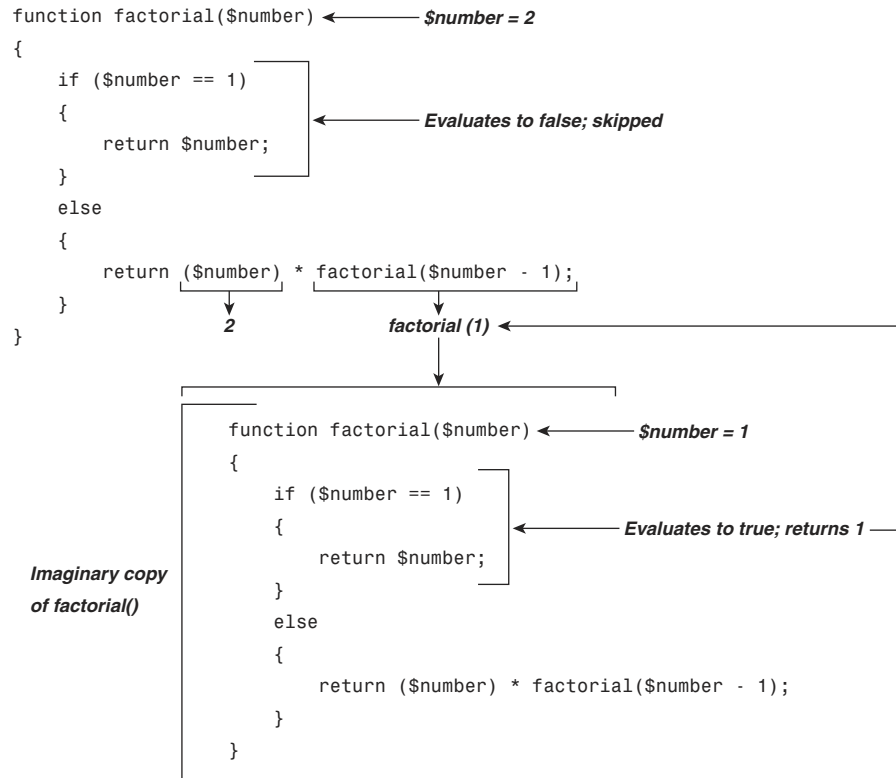 function factorial($number) $number = 2
{
if ($number == 1)
{ Evaluates to false; skipped
return $number;
}
else
{
return ($number) * factorial($number - 1);
}
2 factorial (1)
}
function factorial($number) $number = 1
{
if ($number == 1)
{ Evaluates to true; returns 1
return $number;
Imaginary copy
}
of factorial()
else
{
return ($number) * factorial($number - 1);
}
}